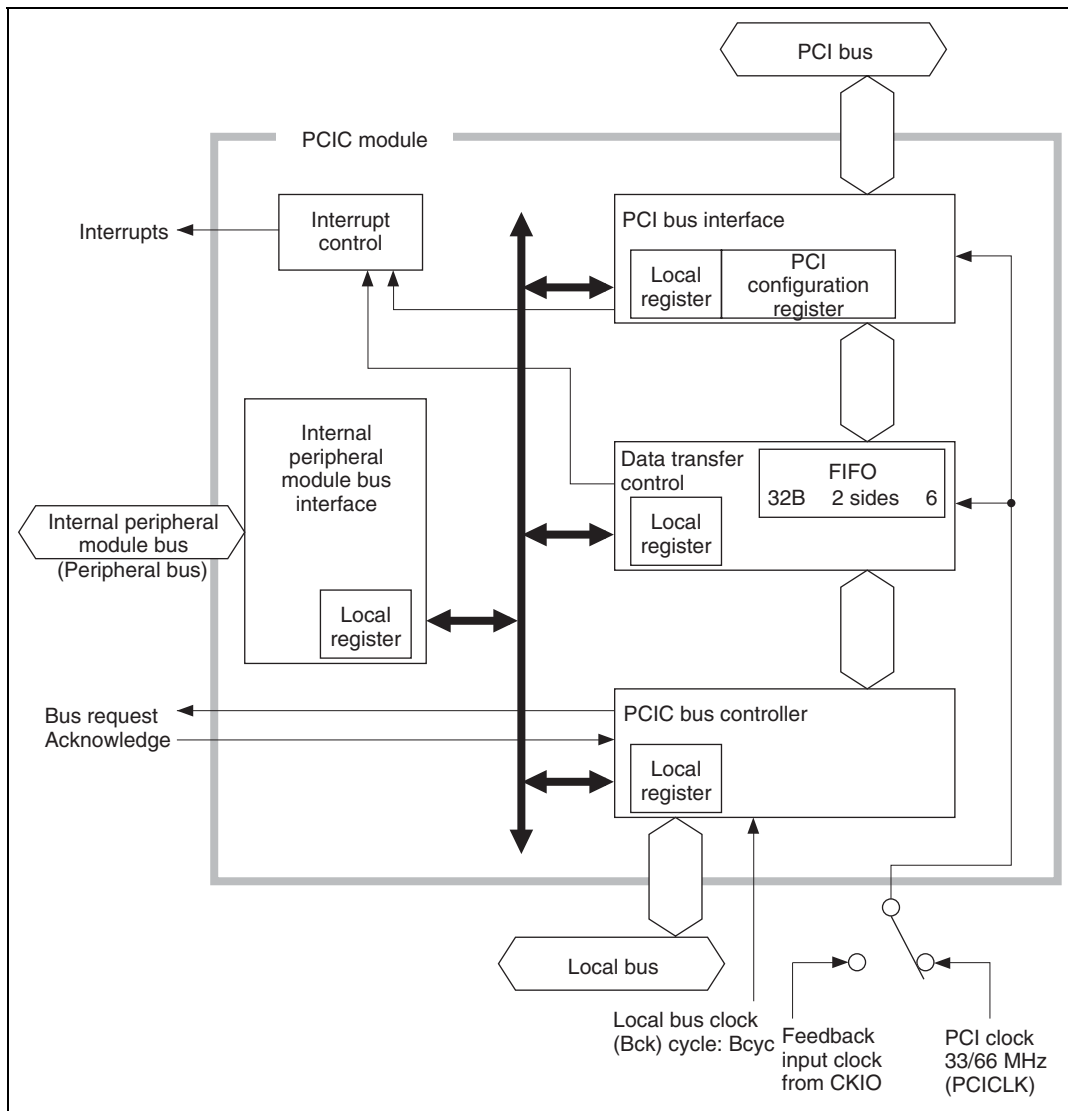 PCI bus
PCIC module
Interrupts
Interrupt
control
PCI bus interface
Local
register
PCI
configuration
register
Internal
peripheral
module bus
interface
Local
register
Data transfer
control
FIFO
32B 2 sides 6
Local
register
Internal peripheral
module bus
(Peripheral bus)
Bus request
Acknowledge
PCIC bus controller
Local
register
Local bus
Local bus clock
(Bck) cycle: Bcyc
Feedback
input clock
from CKIO
PCI clock
33/66 MHz
(PCICLK)